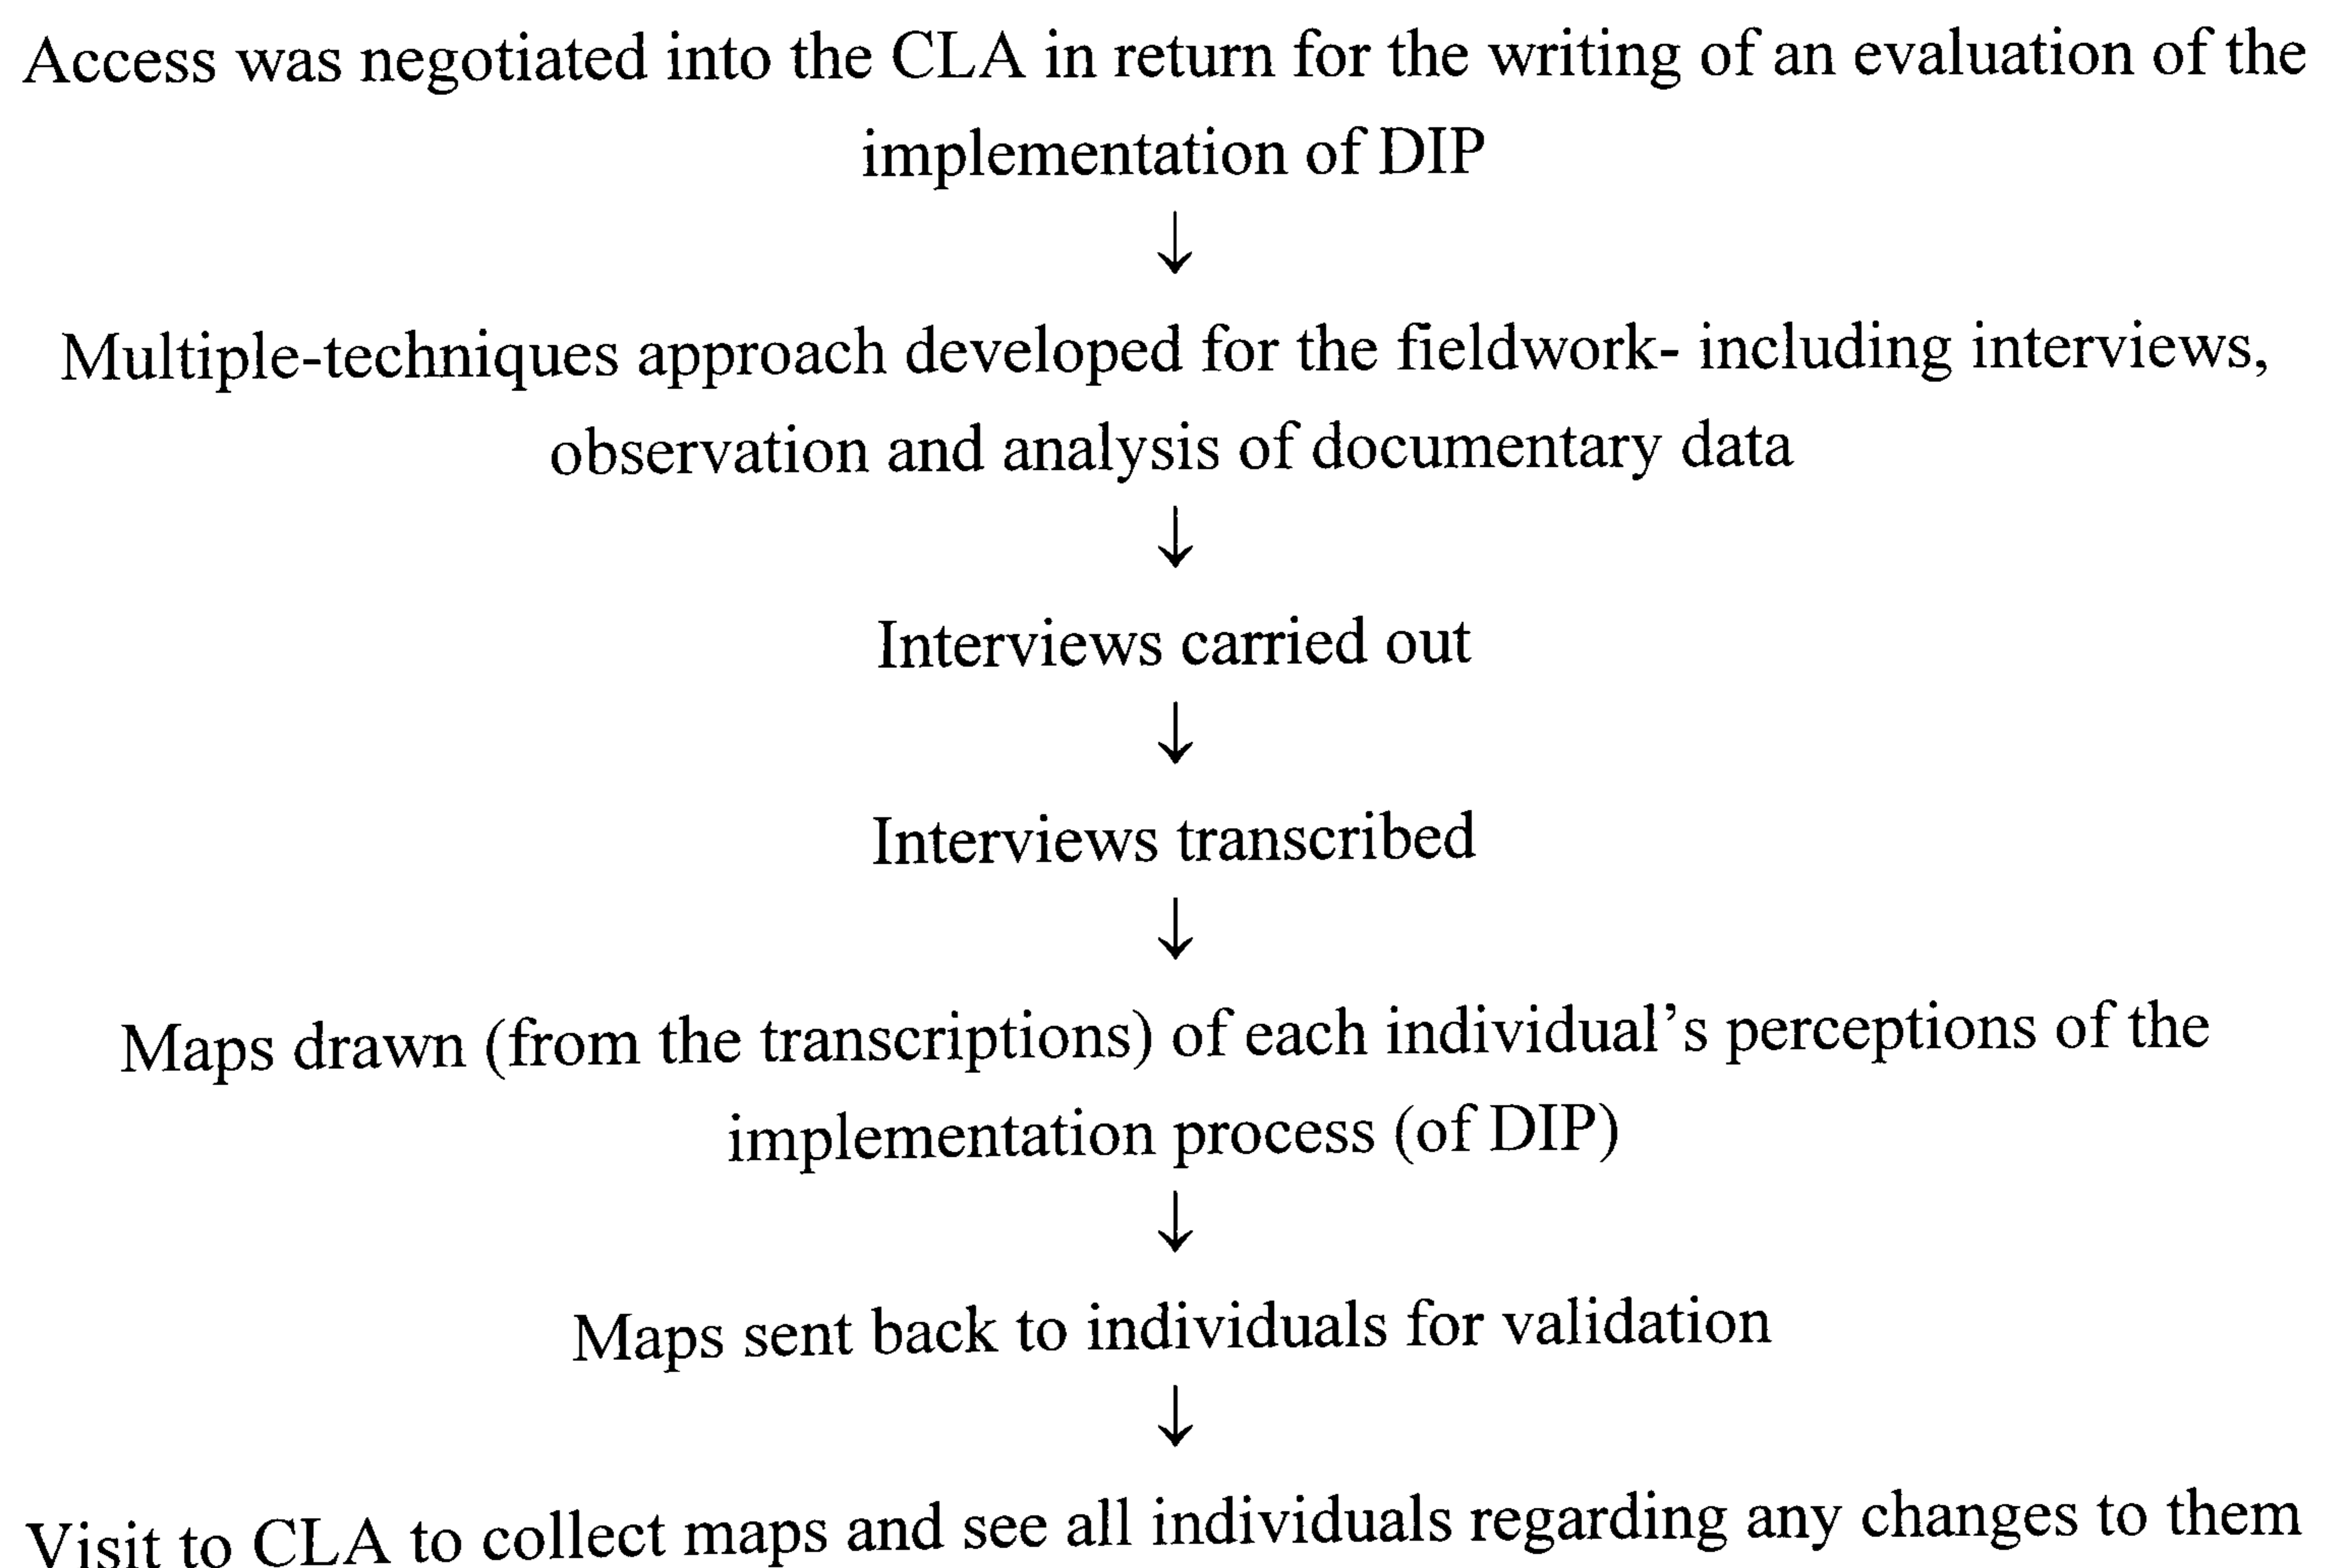 Access was negotiated into the CLA in return for the writing of an evaluation of the
implementation of DIP
↓
Multiple-techniques approach developed for the fieldwork- including interviews,
observation and analysis of documentary data
↓
Interviews carried out
↓
Interviews transcribed
↓
Maps drawn (from the transcriptions) of each individual’s perceptions of the
implementation process (of DIP)
↓
Maps sent back to individuals for validation
↓
Visit to CLA to collect maps and see all individuals regarding any changes to them